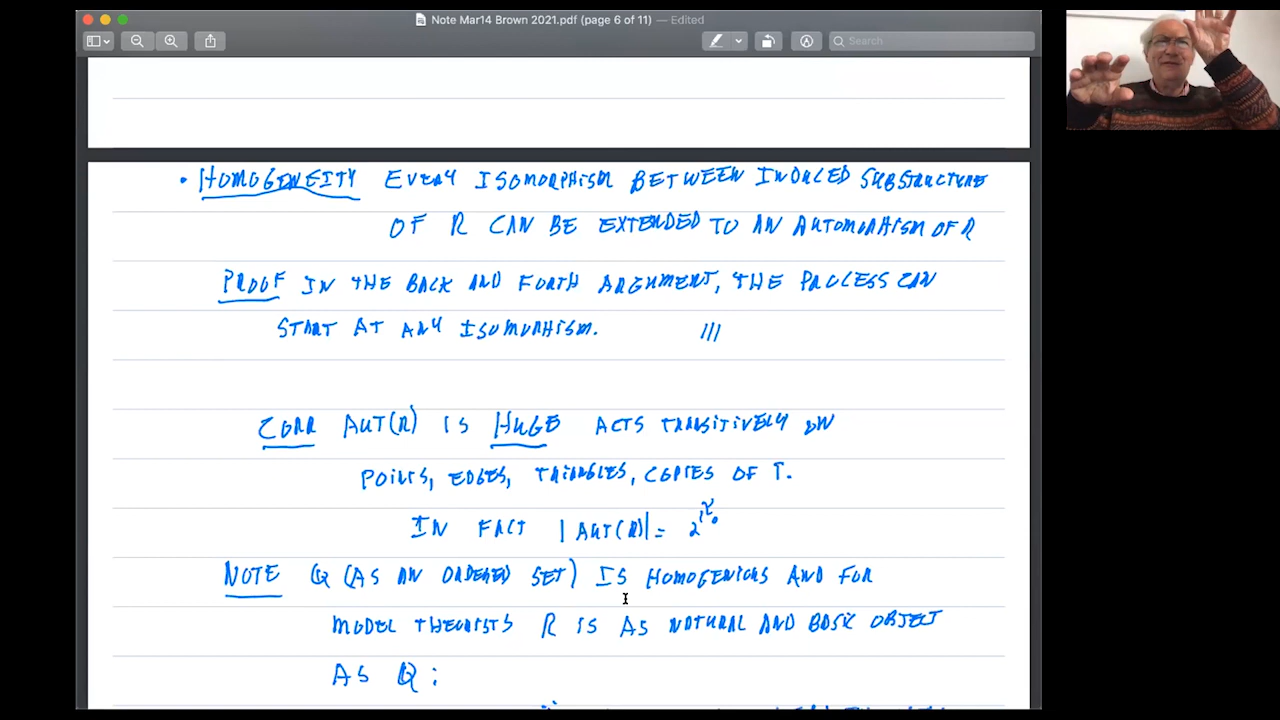 Note Mar14 Brown 2021.pdf (page 6 of 11) — Edited
Search
• HOMOGENEITY EVERY ISOMORPHISM BETWEEN INDUCED SUBSTRUCTURE
OF R CAN BE EXTENDED TO AN AUTOMORHISM OF R
PROOF IN THE BACK AND FORTH ARGUMENT, THE PROCESS CAN
START AT ANY ISOMORHISM. ///
CORR AUT(R) IS HUGE ACTS TRANSITIVELY ON
POINTS, EDGES, TRIANGLES, COPIES OF T.
IN FACT |AUT(R)| = 2^ℵ₀
NOTE Q (AS AN ORDERED SET) IS HOMOGENIOUS AND FOR
MODEL THEORISTS R IS AS NATURAL AND BASIC OBJECT
AS Q :